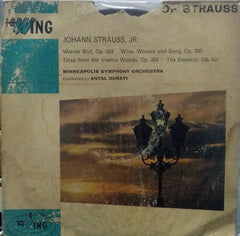 OF STRAUSS
WING
JOHANN STRAUSS, JR.
Wiener Blut, Op. 354 Wine, Women and Song, Op. 333
Tales from the Vienna Woods, Op. 325 The Emperor, Op.
MINNEAPOLIS SYMPHONY ORCHESTRA
Conducted by ANTAL DORATI
WING